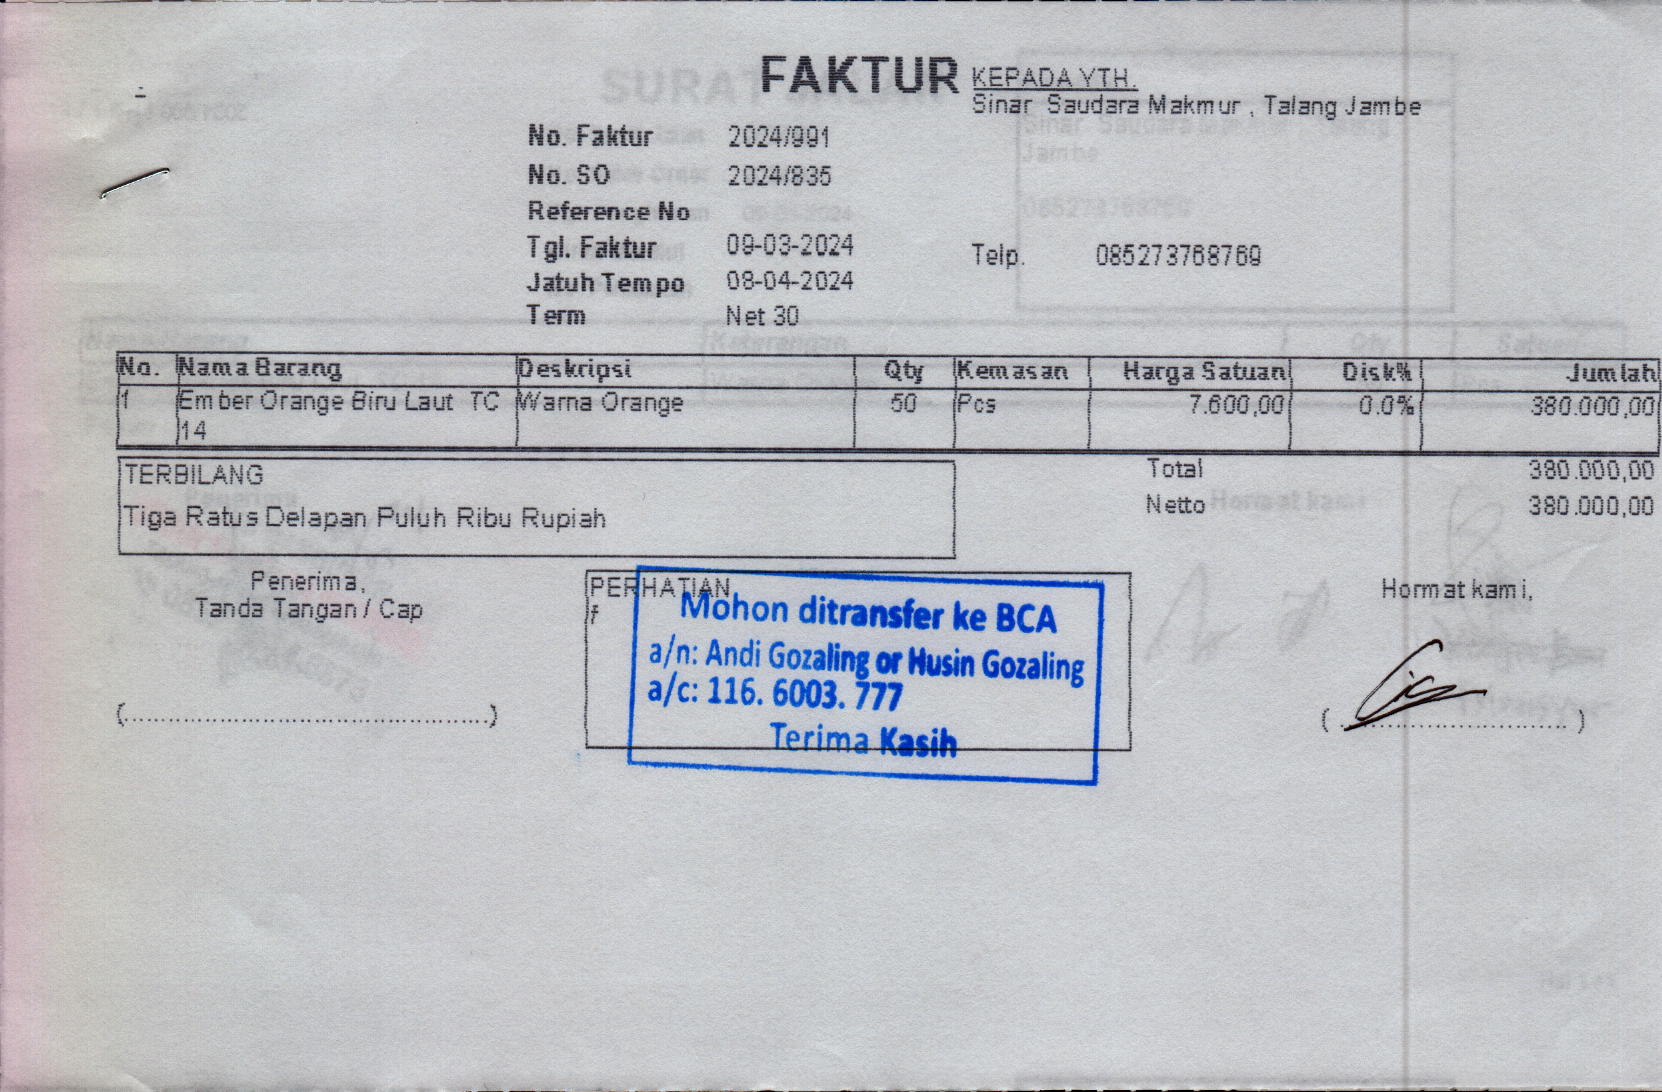 FAKTUR
KEPADA YTH.
Sinar Saudara Makmur , Talang Jambe
No. Faktur 2024/991
No. SO 2024/835
Reference No
Tgl. Faktur 09-03-2024
Telp. 085273768769
Jatuh Tempo 08-04-2024
Term Net 30
No. Nama Barang Deskripsi Qty Kemasan Harga Satuan Disk% Jumlah
1 Ember Orange Biru Laut TC Warna Orange 50 Pcs 7.600,00 0.0% 380.000,00
14
TERBILANG
Tiga Ratus Delapan Puluh Ribu Rupiah
Total 380.000,00
Netto 380.000,00
Penerima,
Tanda Tangan / Cap
PERHATIAN
Mohon ditransfer ke BCA
a/n: Andi Gozaling or Husin Gozaling
a/c: 116. 6003. 777
Terima Kasih
Hormat kami,